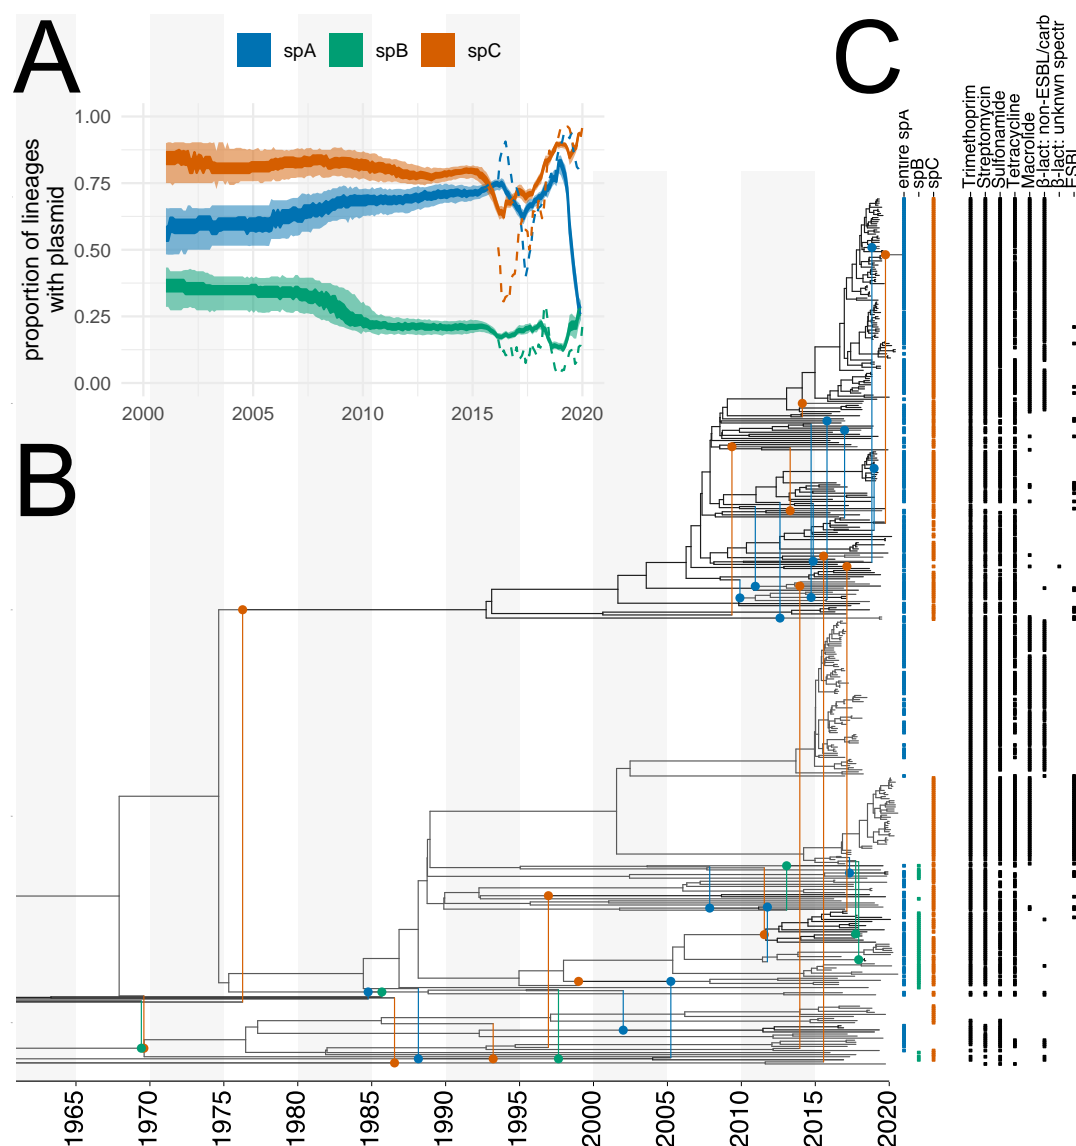 A
spA
spB
spC
proportion of lineages
with plasmid
1.00
0.75
0.50
0.25
0.00
2000
2005
2010
2015
2020
B
C
entire spA
spB
spC
Trimethoprim
Streptomycin
Sulfonamide
Tetracycline
Macrolide
β-lact: non-ESBL/carb
β-lact: unknwn spectr
ESBL
1965
1970
1975
1980
1985
1990
1995
2000
2005
2010
2015
2020